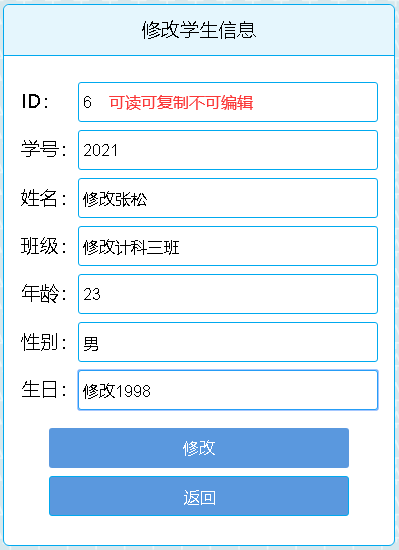 修改学生信息
ID： 6 可读可复制不可编辑
学号： 2021
姓名： 修改张松
班级： 修改计科三班
年龄： 23
性别： 男
生日： 修改1998
修改
返回